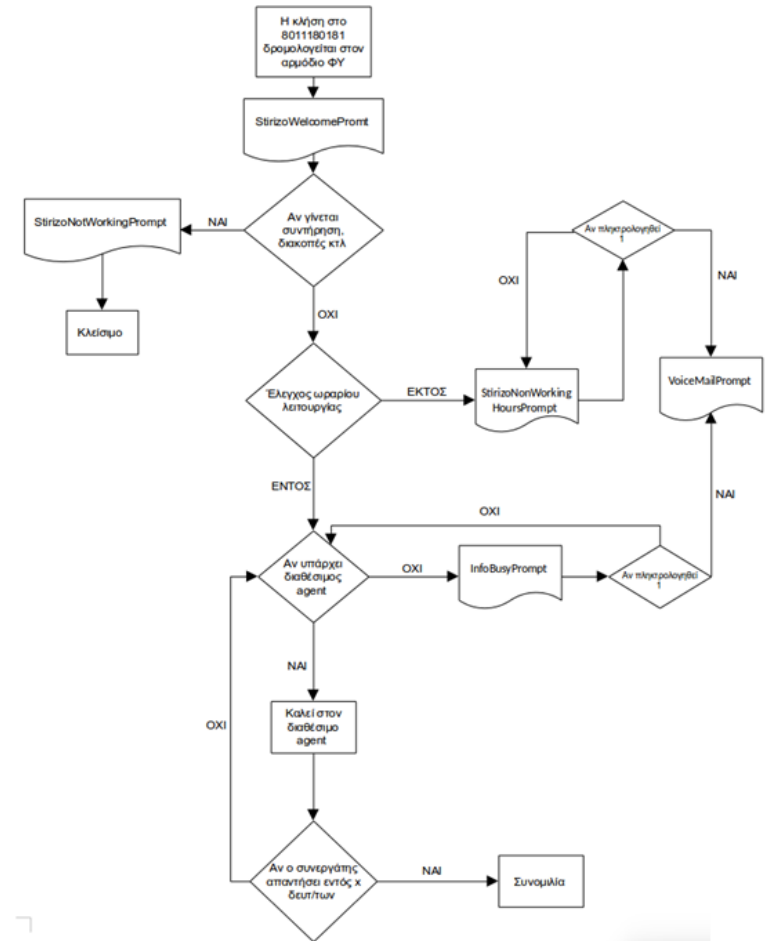 Η κλήση στο
8011180181
δρομολογείται στον
αρμόδιο ΦΥ
StirizoWelcomePromt
Αν γίνεται
συντήρηση,
διακοπές κτλ
ΝΑΙ
StirizoNotWorkingPrompt
Κλείσιμο
ΟΧΙ
Έλεγχος ωραρίου
λειτουργίας
ΕΚΤΟΣ
StirizoNonWorking
HoursPrompt
Αν πληκτρολογηθεί
1
ΟΧΙ
ΝΑΙ
VoiceMailPrompt
ΕΝΤΟΣ
Αν υπάρχει
διαθέσιμος
agent
ΟΧΙ
InfoBusyPrompt
Αν πληκτρολογηθεί
1
ΟΧΙ
ΝΑΙ
ΝΑΙ
Καλεί στον
διαθέσιμο
agent
Αν ο συνεργάτης
απαντήσει εντός x
δευτ/των
ΟΧΙ
ΝΑΙ
Συνομιλία